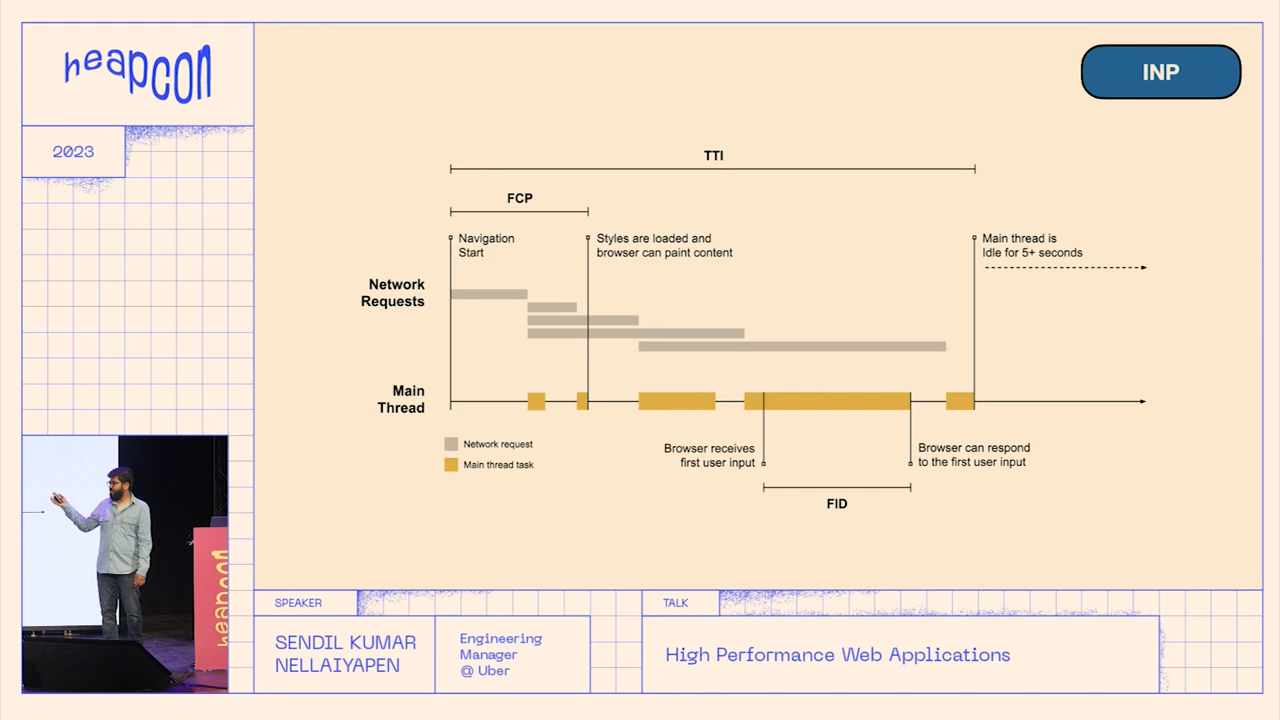 heapcon
2023
INP
TTI
FCP
Navigation
Start
Styles are loaded and
browser can paint content
Main thread is
Idle for 5+ seconds
Network
Requests
Main
Thread
Network request
Main thread task
Browser receives
first user input
Browser can respond
to the first user input
FID
heapcon
SPEAKER
SENDIL KUMAR
NELLAIYAPEN
Engineering
Manager
@ Uber
TALK
High Performance Web Applications